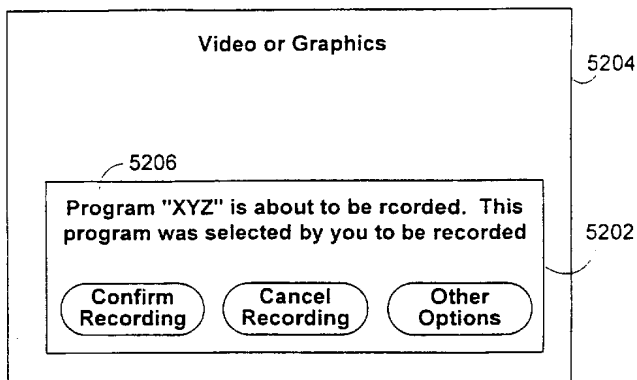 Video or Graphics
5204
5206
Program "XYZ" is about to be rcorded. This
program was selected by you to be recorded
5202
Confirm
Recording
Cancel
Recording
Other
Options